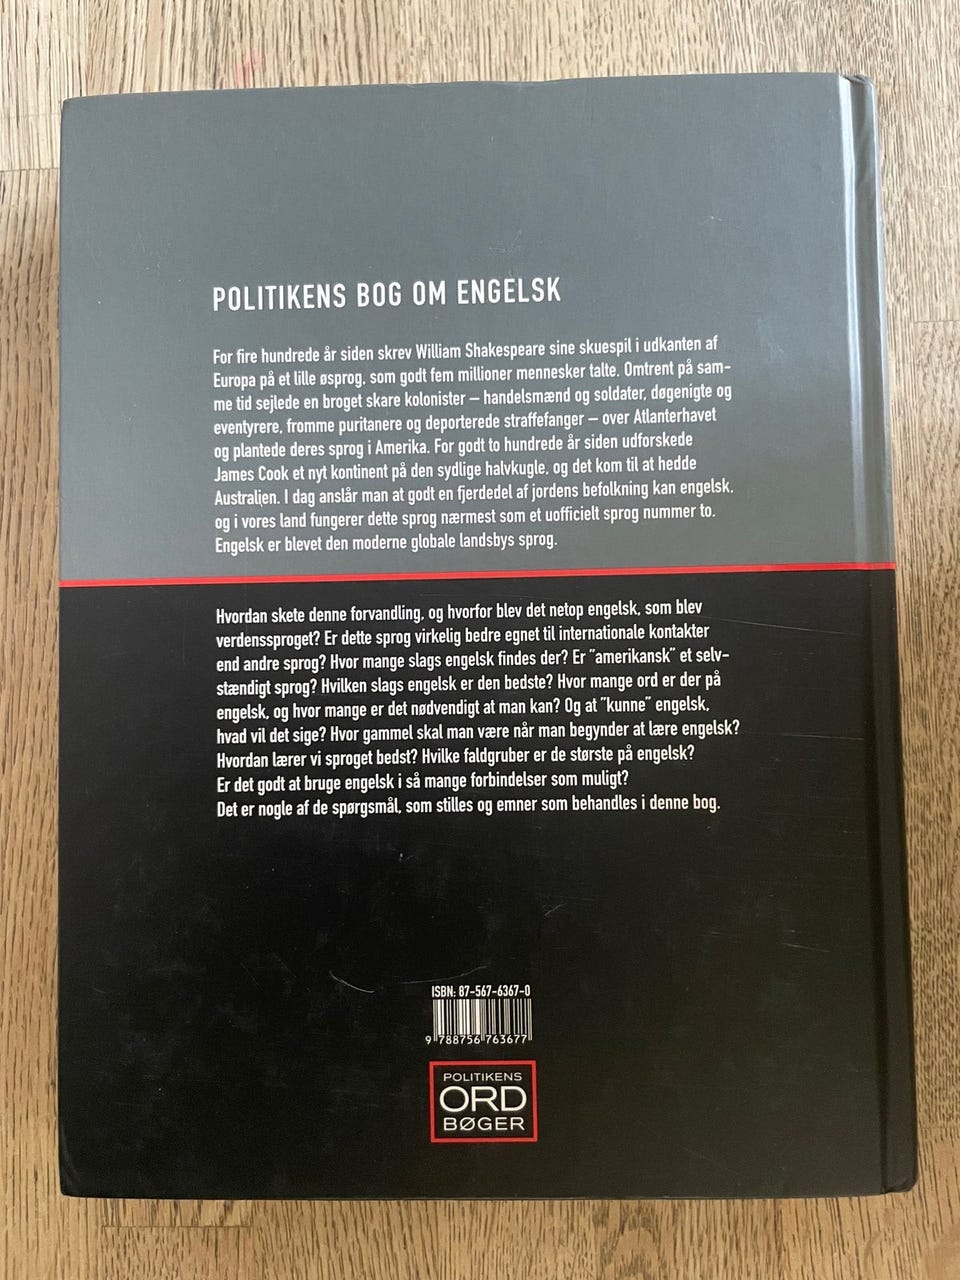 POLITIKENS BOG OM ENGELSK
For fire hundrede år siden skrev William Shakespeare sine skuespil i udkanten af
Europa på et lille øsprog, som godt fem millioner mennesker talte. Omtrent på sam-
me tid sejlede en broget skare kolonister – handelsmænd og soldater, døgenigte og
eventyrere, fromme puritanere og deporterede straffefanger – over Atlanterhavet
og plantede deres sprog i Amerika. For godt to hundrede år siden udforskede
James Cook et nyt kontinent på den sydlige halvkugle, og det kom til at hedde
Australien. I dag anslår man at godt en fjerdedel af jordens befolkning kan engelsk,
og i vores land fungerer dette sprog nærmest som et uofficielt sprog nummer to.
Engelsk er blevet den moderne globale landsbys sprog.
Hvordan skete denne forvandling, og hvorfor blev det netop engelsk, som blev
verdenssproget? Er dette sprog virkelig bedre egnet til internationale kontakter
end andre sprog? Hvor mange slags engelsk findes der? Er ”amerikansk” et selv-
stændigt sprog? Hvilken slags engelsk er den bedste? Hvor mange ord er der på
engelsk, og hvor mange er det nødvendigt at man kan? Og at ”kunne” engelsk,
hvad vil det sige? Hvor gammel skal man være når man begynder at lære engelsk?
Hvordan lærer vi sproget bedst? Hvilke faldgruber er de største på engelsk?
Er det godt at bruge engelsk i så mange forbindelser som muligt?
Det er nogle af de spørgsmål, som stilles og emner som behandles i denne bog.
ISBN: 87-567-6367-0
9 788756 763677
POLITIKENS
ORD
BØGER